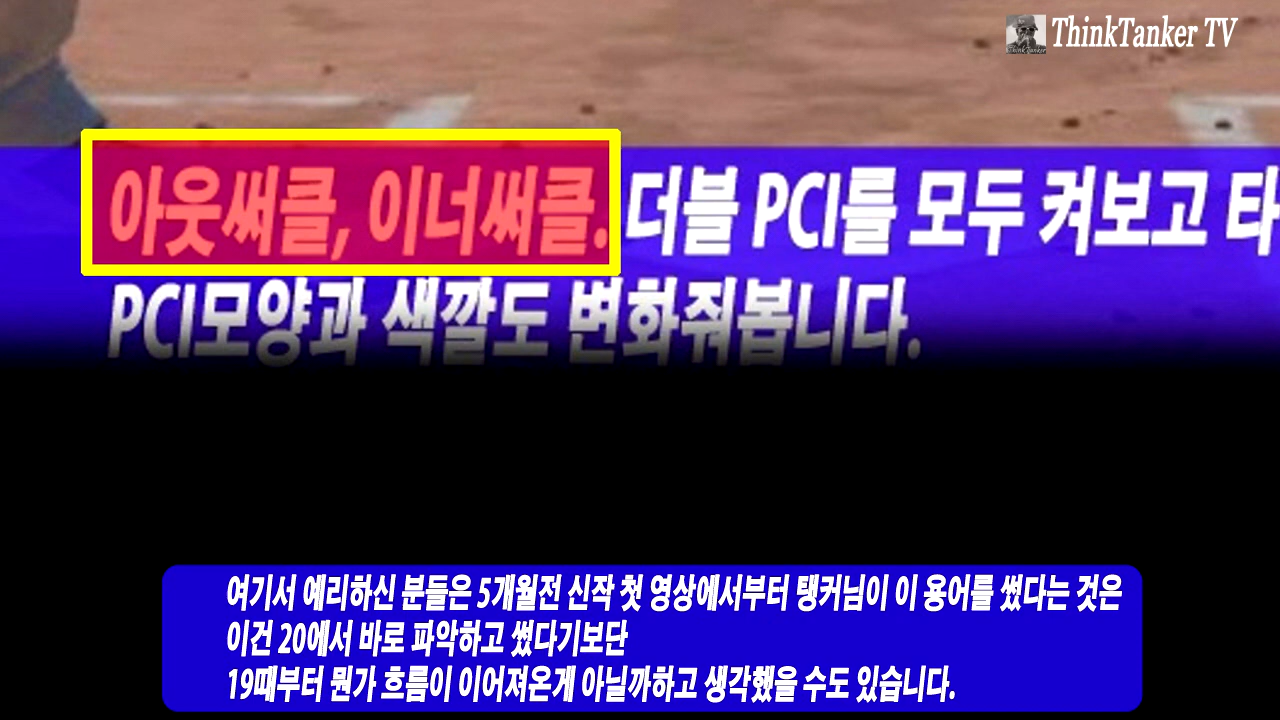 ThinkTanker TV
아웃써클, 이너써클. 더블 PCI를 모두 켜보고 타
PCI모양과 색깔도 변화줘봅니다.
여기서 예리하신 분들은 5개월전 신작 첫 영상에서부터 탱커님이 이 용어를 썼다는 것은
이건 20에서 바로 파악하고 썼다기보단
19때부터 뭔가 흐름이 이어져온게 아닐까하고 생각했을 수도 있습니다.